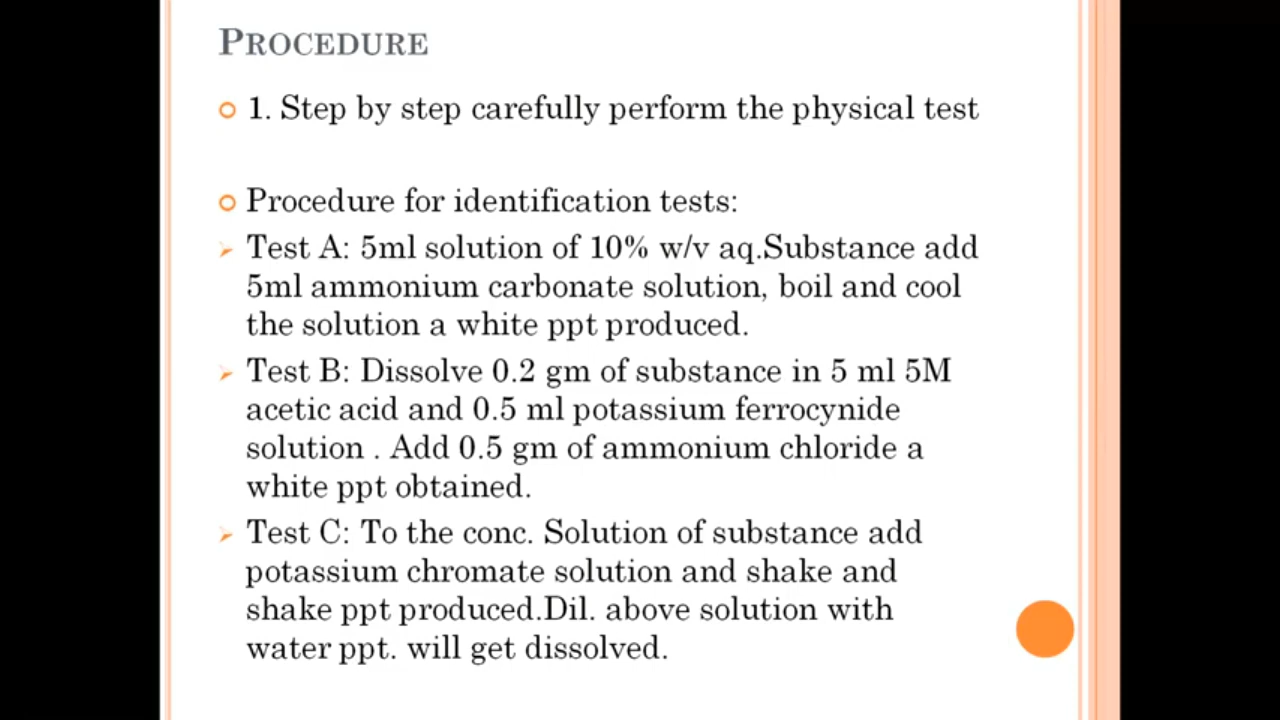 PROCEDURE
1. Step by step carefully perform the physical test
Procedure for identification tests:
Test A: 5ml solution of 10% w/v aq.Substance add
5ml ammonium carbonate solution, boil and cool
the solution a white ppt produced.
Test B: Dissolve 0.2 gm of substance in 5 ml 5M
acetic acid and 0.5 ml potassium ferrocynide
solution . Add 0.5 gm of ammonium chloride a
white ppt obtained.
Test C: To the conc. Solution of substance add
potassium chromate solution and shake and
shake ppt produced.Dil. above solution with
water ppt. will get dissolved.